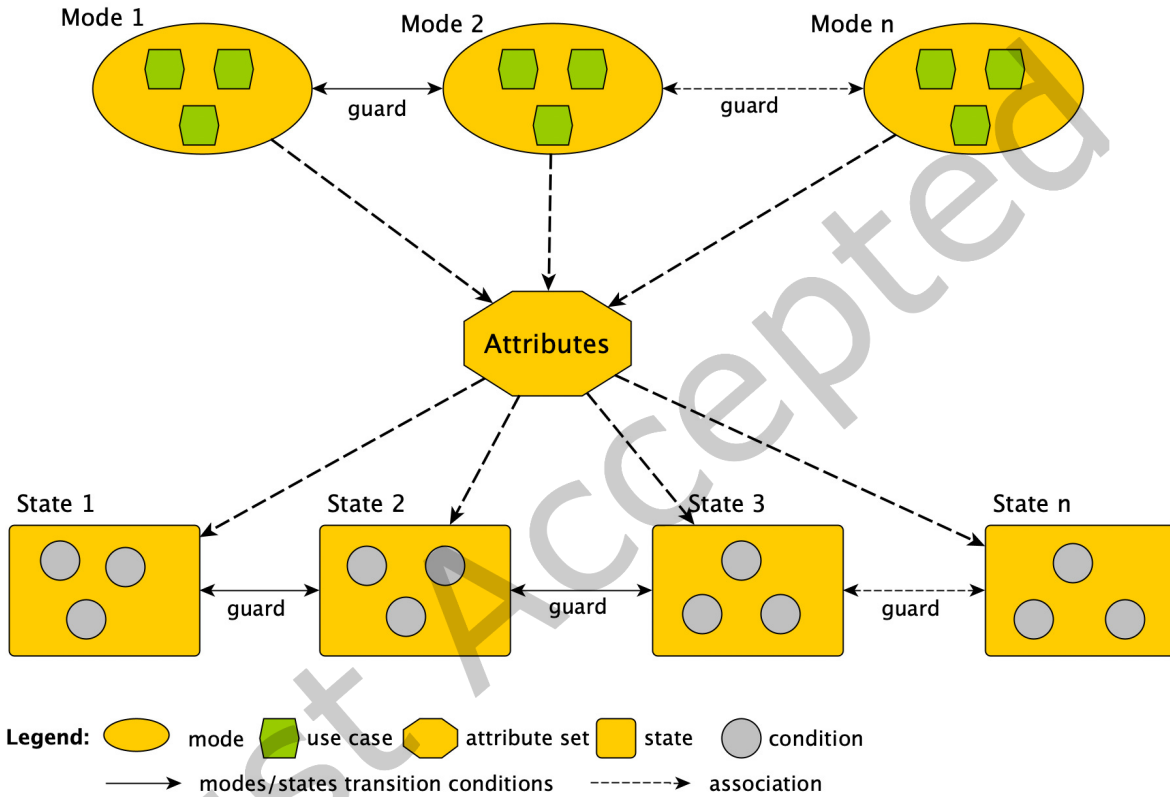 Mode 1
Mode 2
Mode n
guard
guard
Attributes
State 1
State 2
State 3
State n
guard
guard
guard
Legend: mode use case attribute set state condition
modes/states transition conditions association
st Accepted